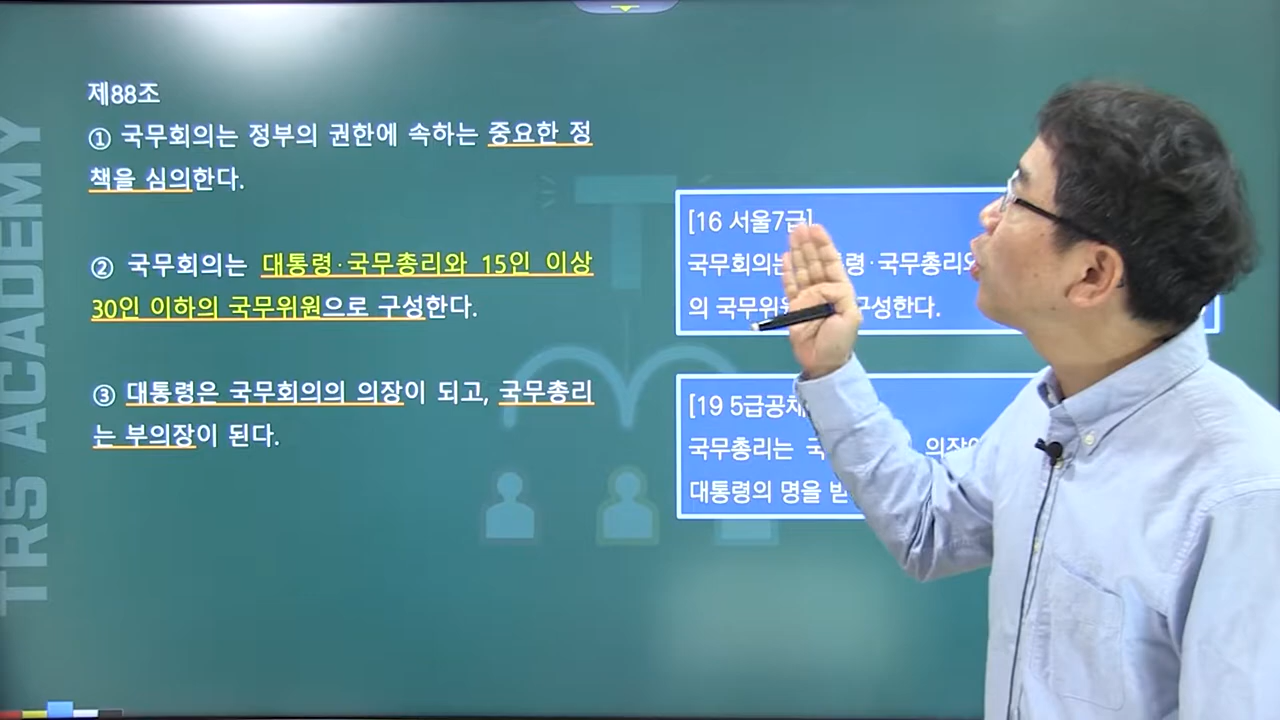 TRS ACADEMY
제88조
① 국무회의는 정부의 권한에 속하는 중요한 정
책을 심의한다.
② 국무회의는 대통령·국무총리와 15인 이상
30인 이하의 국무위원으로 구성한다.
③ 대통령은 국무회의의 의장이 되고, 국무총리
는 부의장이 된다.
[16 서울7급]
국무회의는 국무총리와
의 국무위원 구성한다.
[19 5급공채
국무총리는
대통령의 명을